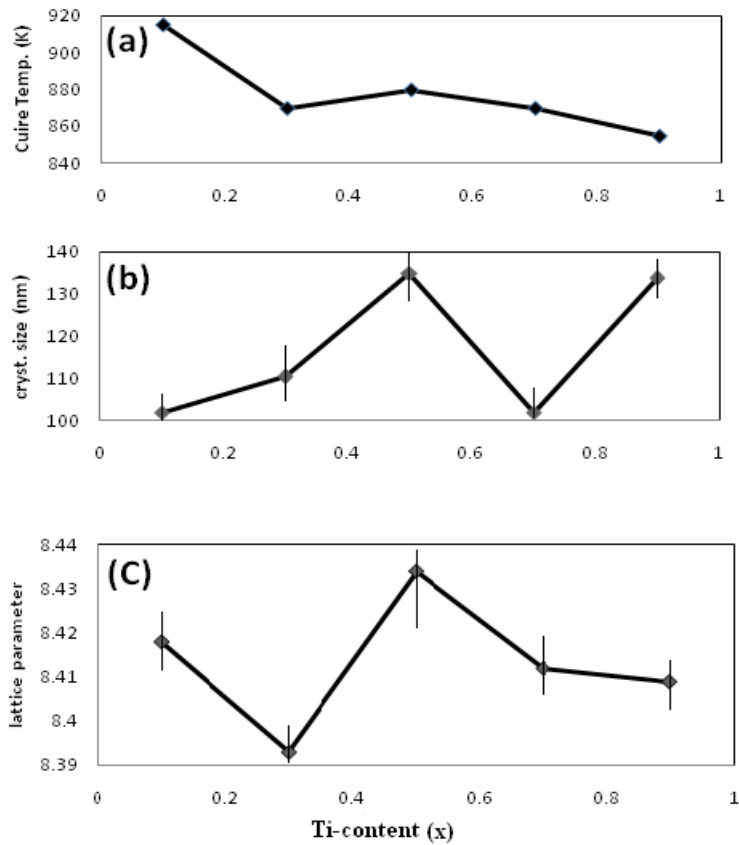 920
900
880
860
840
Cuire Temp. (K)
(a)
0 0.2 0.4 0.6 0.8 1
140
130
120
110
100
cryst. size (nm)
(b)
0 0.2 0.4 0.6 0.8 1
8.44
8.43
8.42
8.41
8.4
8.39
lattice parameter
(C)
0 0.2 0.4 0.6 0.8 1
Ti-content (x)